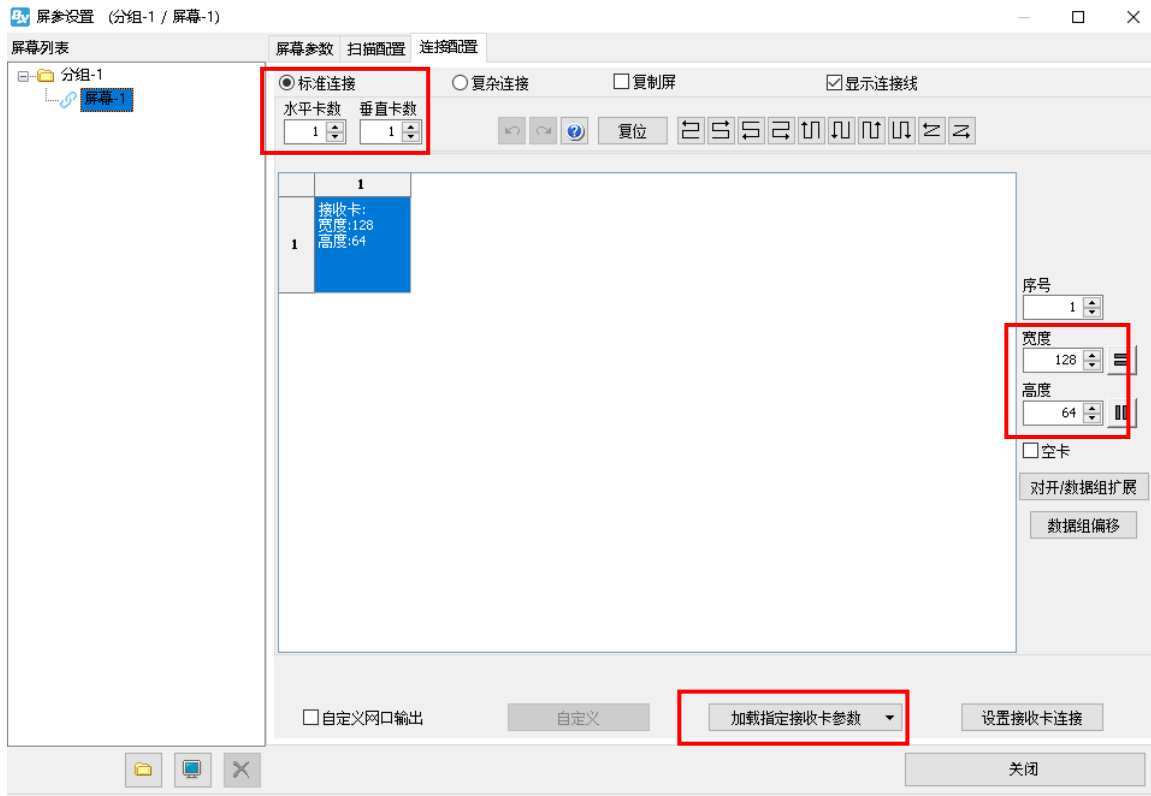 BX 屏参设置 (分组-1 / 屏幕-1)
屏幕列表
屏幕参数 扫描配置 连接配置
分组-1
屏幕-1
标准连接 复杂连接 复制屏 显示连接线
水平卡数 垂直卡数
1 1 复位
1
1
接收卡:
宽度:128
高度:64
序号
1
宽度
128
高度
64
空卡
对开/数据组扩展
数据组偏移
自定义网口输出 自定义 加载指定接收卡参数 设置接收卡连接
关闭